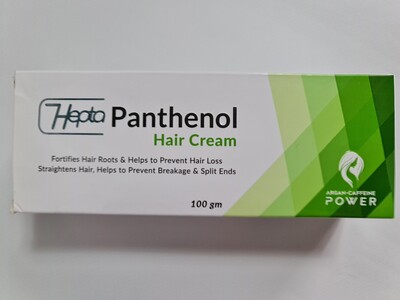 Hepta Panthenol
Hair Cream
Fortifies Hair Roots & Helps to Prevent Hair Loss
Straightens Hair, Helps to Prevent Breakage & Split Ends
100 gm
ARGAN-CAFFEINE
POWER